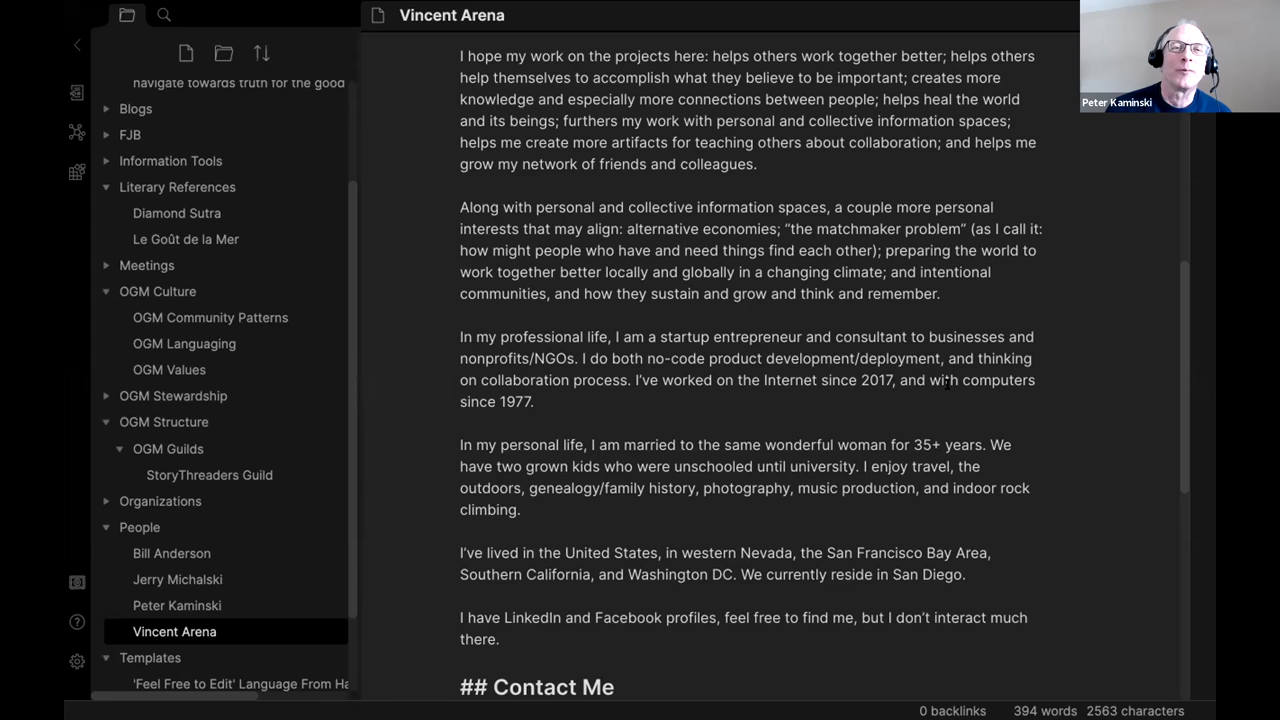 Vincent Arena
Peter Kaminski
navigate towards truth for the good
Blogs
FJB
Information Tools
Literary References
Diamond Sutra
Le Goût de la Mer
Meetings
OGM Culture
OGM Community Patterns
OGM Languaging
OGM Values
OGM Stewardship
OGM Structure
OGM Guilds
StoryThreaders Guild
Organizations
People
Bill Anderson
Jerry Michalski
Peter Kaminski
Vincent Arena
Templates
'Feel Free to Edit' Language From Ha
I hope my work on the projects here: helps others work together better; helps others
help themselves to accomplish what they believe to be important; creates more
knowledge and especially more connections between people; helps heal the world
and its beings; furthers my work with personal and collective information spaces;
helps me create more artifacts for teaching others about collaboration; and helps me
grow my network of friends and colleagues.
Along with personal and collective information spaces, a couple more personal
interests that may align: alternative economies; “the matchmaker problem” (as I call it:
how might people who have and need things find each other); preparing the world to
work together better locally and globally in a changing climate; and intentional
communities, and how they sustain and grow and think and remember.
In my professional life, I am a startup entrepreneur and consultant to businesses and
nonprofits/NGOs. I do both no-code product development/deployment, and thinking
on collaboration process. I’ve worked on the Internet since 2017, and with computers
since 1977.
In my personal life, I am married to the same wonderful woman for 35+ years. We
have two grown kids who were unschooled until university. I enjoy travel, the
outdoors, genealogy/family history, photography, music production, and indoor rock
climbing.
I’ve lived in the United States, in western Nevada, the San Francisco Bay Area,
Southern California, and Washington DC. We currently reside in San Diego.
I have LinkedIn and Facebook profiles, feel free to find me, but I don’t interact much
there.
## Contact Me
0 backlinks 394 words 2563 characters